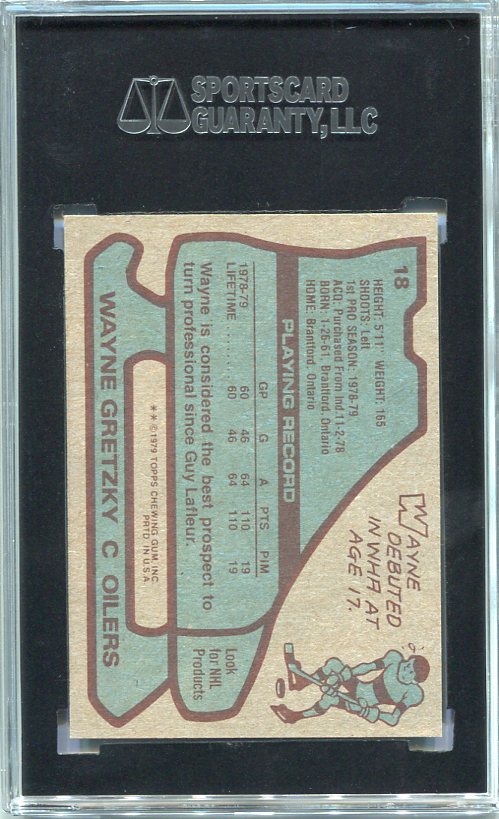 SPORTSCARD
GUARANTY, LLC
18
HEIGHT: 5'11" WEIGHT: 165
SHOOTS: Left
1st PRO SEASON: 1978-79
ACQ: Purchased From Ind. 11-2-78
BORN: 1-26-61 Brantford, Ontario
HOME: Brantford, Ontario
WAYNE
DEBUTED
IN WHA AT
AGE 17.
PLAYING RECORD
GP G A PTS PIM
1978-79 60 46 64 110 19
LIFETIME...... 60 46 64 110 19
Wayne is considered the best prospect to
turn professional since Guy Lafleur.
Look
for NHL
Products
** © 1979 TOPPS CHEWING GUM INC.
PRTD. IN U.S.A.
WAYNE GRETZKY C OILERS